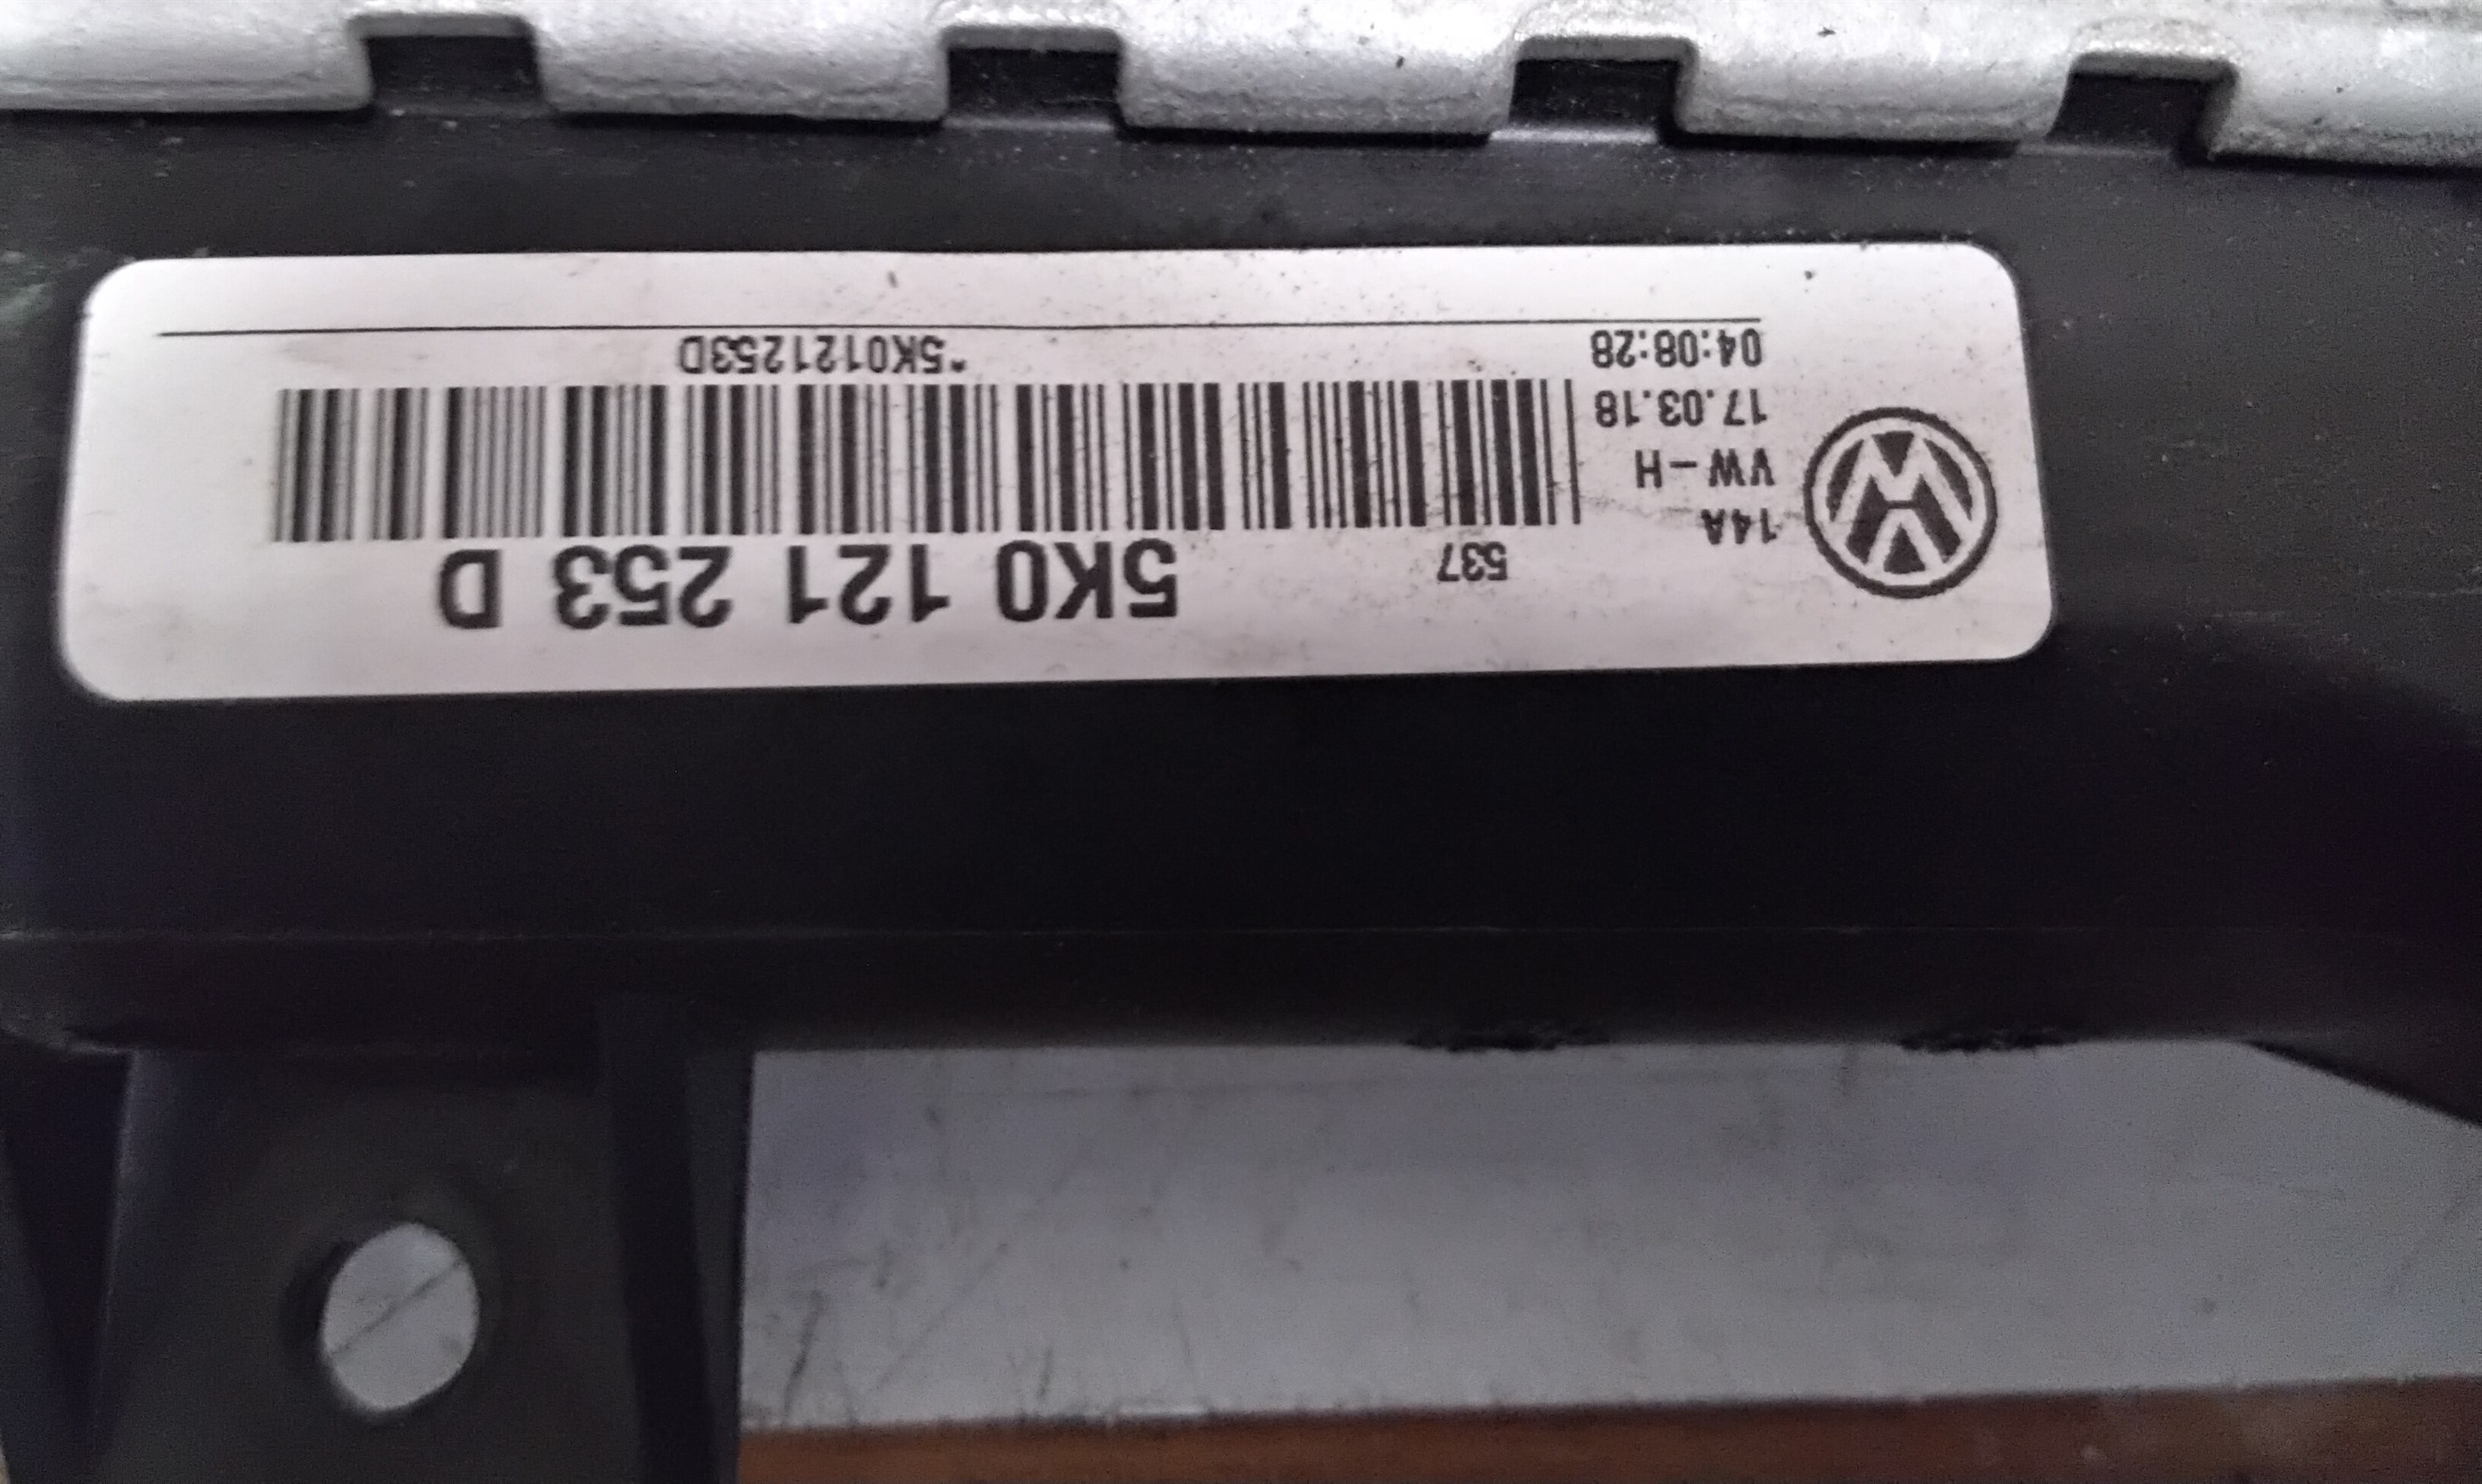 5K0 121 253 D
537
14A
VW-H
17.03.18
04:08:28
*5K0121253D